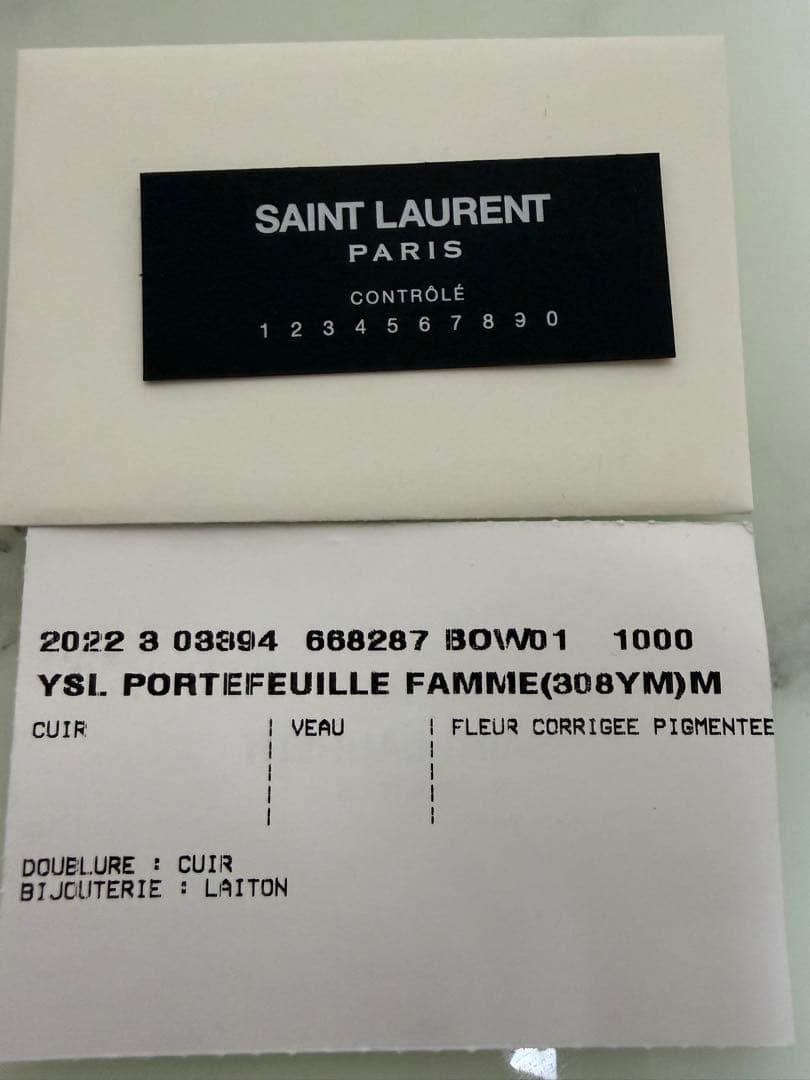 SAINT LAURENT
PARIS
CONTRÔLÉ
1 2 3 4 5 6 7 8 9 0
2022 3 03394 668287 BOW01 1000
YSL PORTEFEUILLE FAMME(308YM)M
CUIR | VEAU | FLEUR CORRIGEE PIGMENTEE
DOUBLURE : CUIR
BIJOUTERIE : LAITON